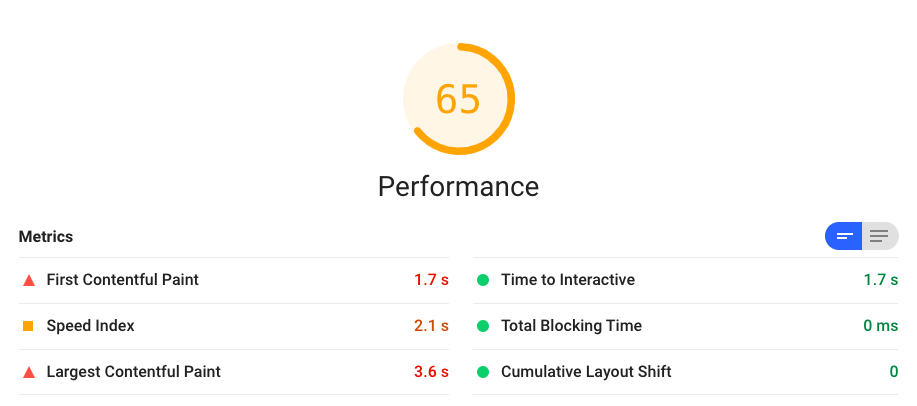 65
Performance
Metrics
First Contentful Paint 1.7 s
Time to Interactive 1.7 s
Speed Index 2.1 s
Total Blocking Time 0 ms
Largest Contentful Paint 3.6 s
Cumulative Layout Shift 0